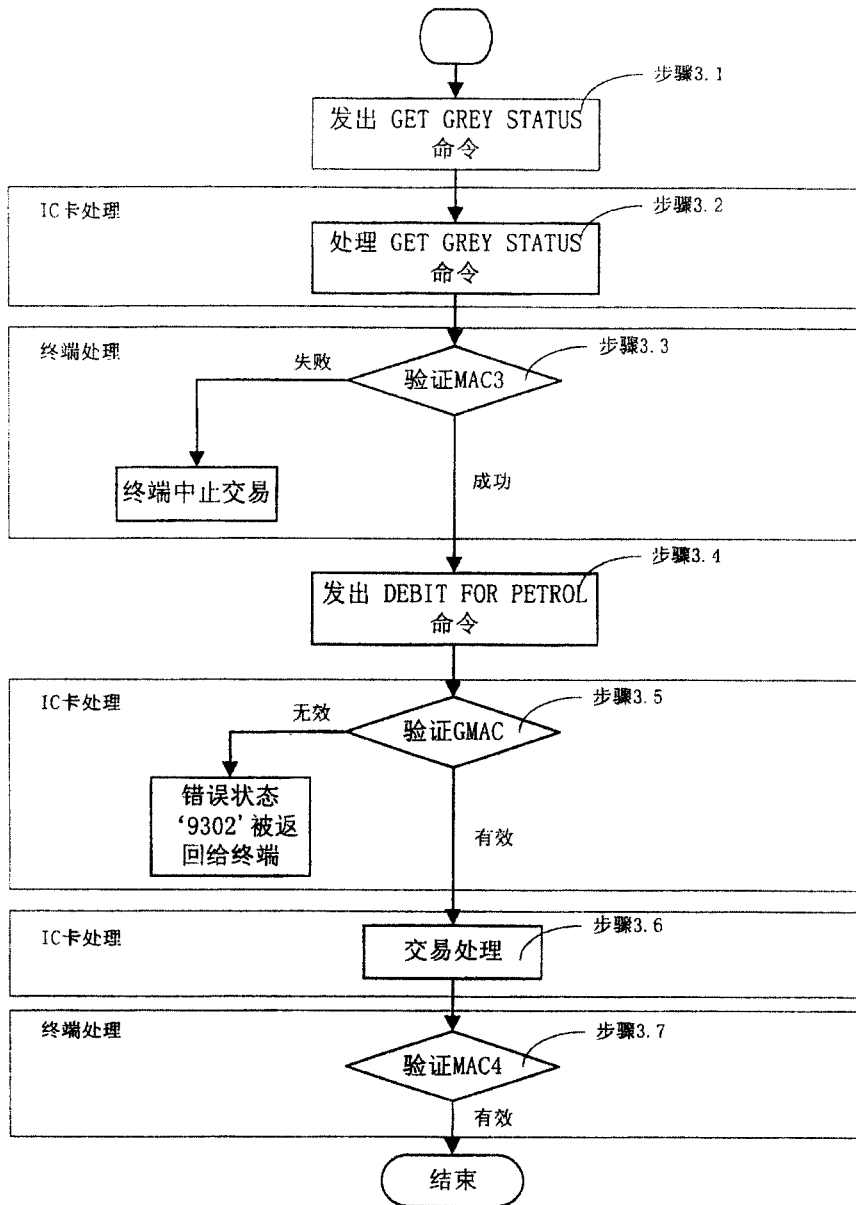 步骤3.1
发出 GET GREY STATUS
命令
IC卡处理
步骤3.2
处理 GET GREY STATUS
命令
终端处理
步骤3.3
失败
验证MAC3
终端中止交易
成功
步骤3.4
发出 DEBIT FOR PETROL
命令
IC卡处理
步骤3.5
无效
验证GMAC
错误状态
‘9302’被返
回给终端
有效
IC卡处理
步骤3.6
交易处理
终端处理
步骤3.7
验证MAC4
有效
结束